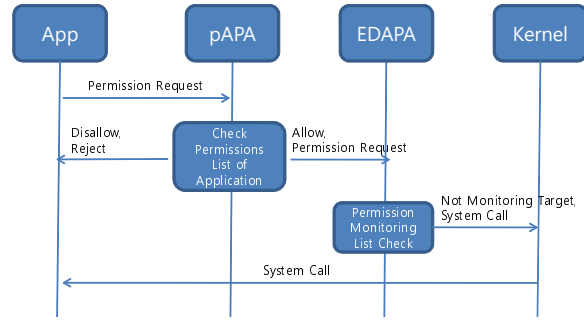 App
pAPA
EDAPA
Kernel
Permission Request
Disallow,
Reject
Check
Permissions
List of
Application
Allow,
Permission Request
Permission
Monitoring
List Check
Not Monitoring Target,
System Call
System Call